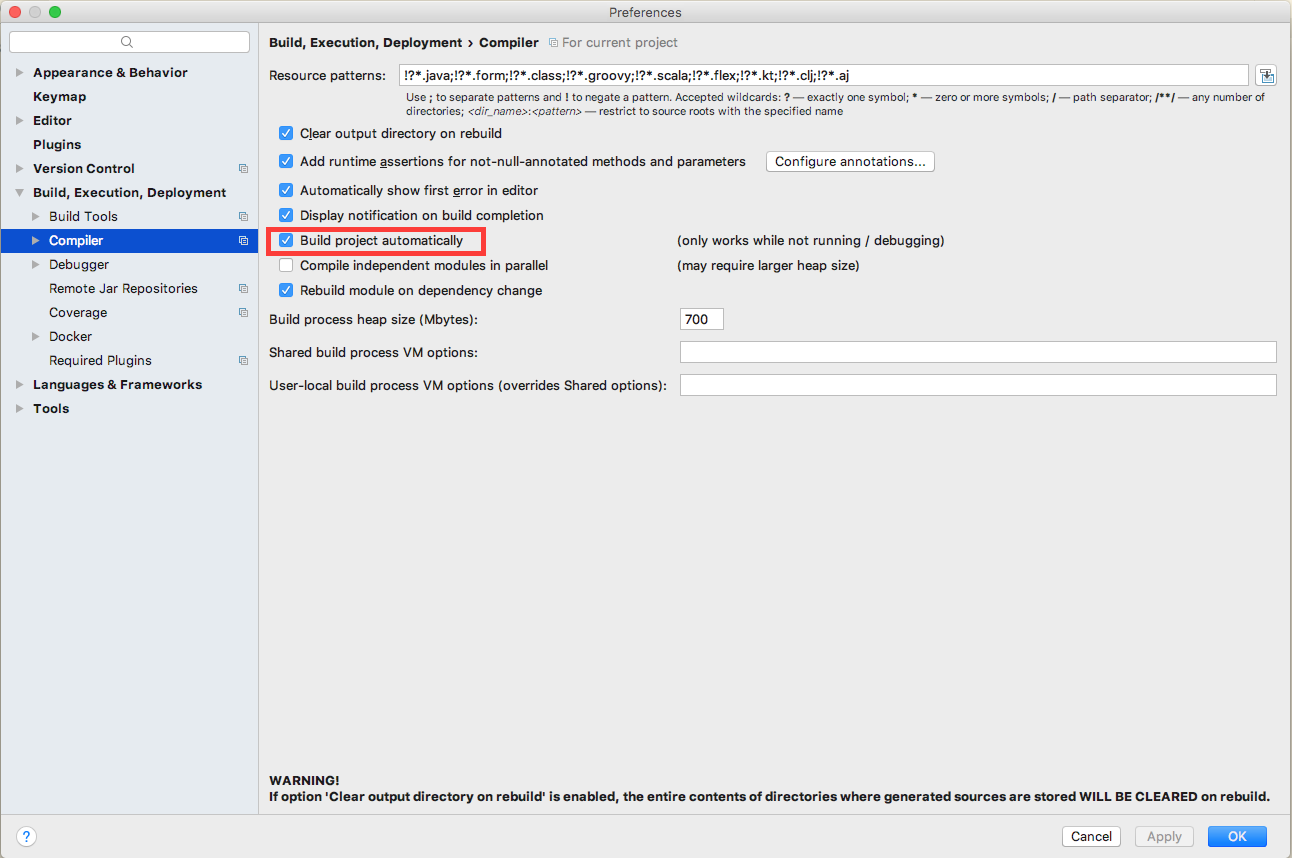 Preferences
Appearance & Behavior
Keymap
Editor
Plugins
Version Control
Build, Execution, Deployment
Build Tools
Compiler
Debugger
Remote Jar Repositories
Coverage
Docker
Required Plugins
Languages & Frameworks
Tools
Build, Execution, Deployment › Compiler For current project
Resource patterns: !?*.java;!?*.form;!?*.class;!?*.groovy;!?*.scala;!?*.flex;!?*.kt;!?*.clj;!?*.aj
Use ; to separate patterns and ! to negate a pattern. Accepted wildcards: ? — exactly one symbol; * — zero or more symbols; / — path separator; /**/ — any number of
directories; <dir_name>:<pattern> — restrict to source roots with the specified name
Clear output directory on rebuild
Add runtime assertions for not-null-annotated methods and parameters Configure annotations...
Automatically show first error in editor
Display notification on build completion
Build project automatically (only works while not running / debugging)
Compile independent modules in parallel (may require larger heap size)
Rebuild module on dependency change
Build process heap size (Mbytes): 700
Shared build process VM options:
User-local build process VM options (overrides Shared options):
WARNING!
If option 'Clear output directory on rebuild' is enabled, the entire contents of directories where generated sources are stored WILL BE CLEARED on rebuild.
? Cancel Apply OK